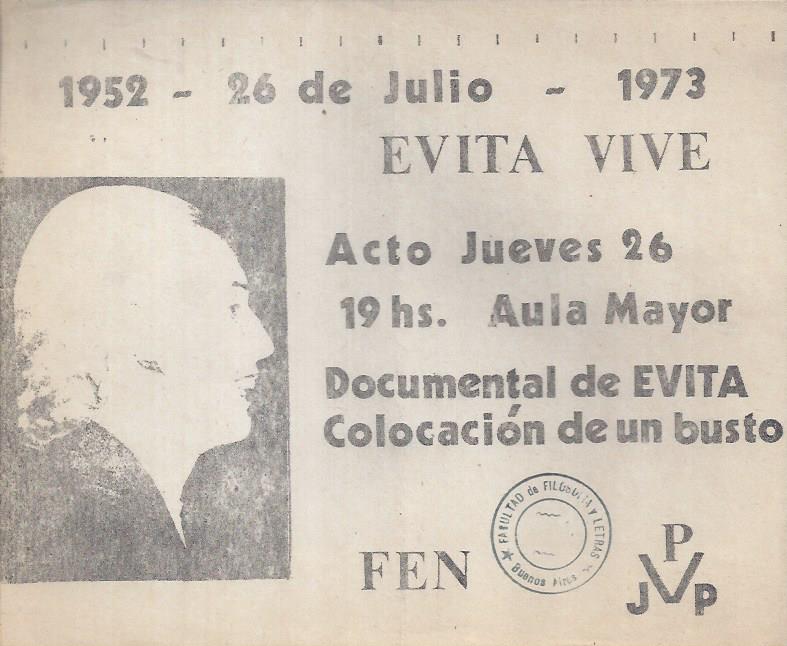 1952 - 26 de Julio - 1973
EVITA VIVE
Acto Jueves 26
19 hs. Aula Mayor
Documental de EVITA
Colocación de un busto
FEN
FACULTAD de FILOSOFIA Y LETRAS
Buenos Aires
P
J V P